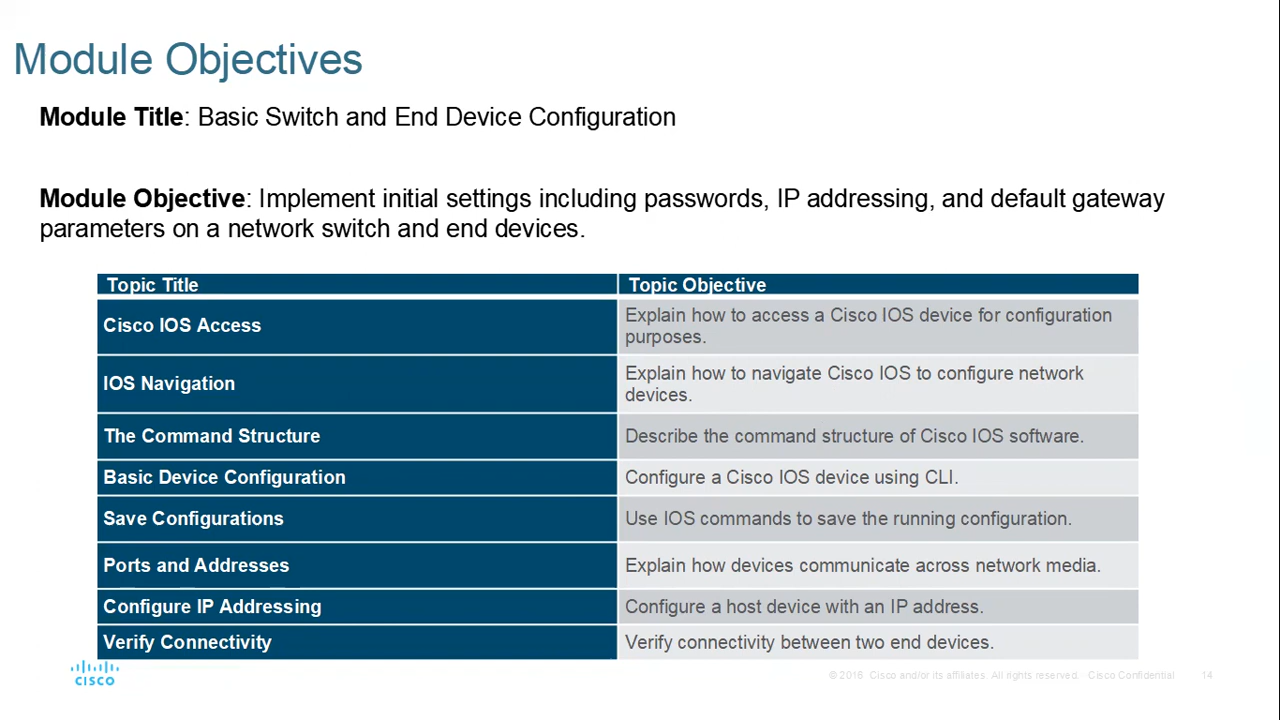 Module Objectives
Module Title: Basic Switch and End Device Configuration
Module Objective: Implement initial settings including passwords, IP addressing, and default gateway
parameters on a network switch and end devices.
Topic Title Topic Objective
Cisco IOS Access Explain how to access a Cisco IOS device for configuration
purposes.
IOS Navigation Explain how to navigate Cisco IOS to configure network
devices.
The Command Structure Describe the command structure of Cisco IOS software.
Basic Device Configuration Configure a Cisco IOS device using CLI.
Save Configurations Use IOS commands to save the running configuration.
Ports and Addresses Explain how devices communicate across network media.
Configure IP Addressing Configure a host device with an IP address.
Verify Connectivity Verify connectivity between two end devices.
CISCO
© 2016 Cisco and/or its affiliates. All rights reserved. Cisco Confidential 14